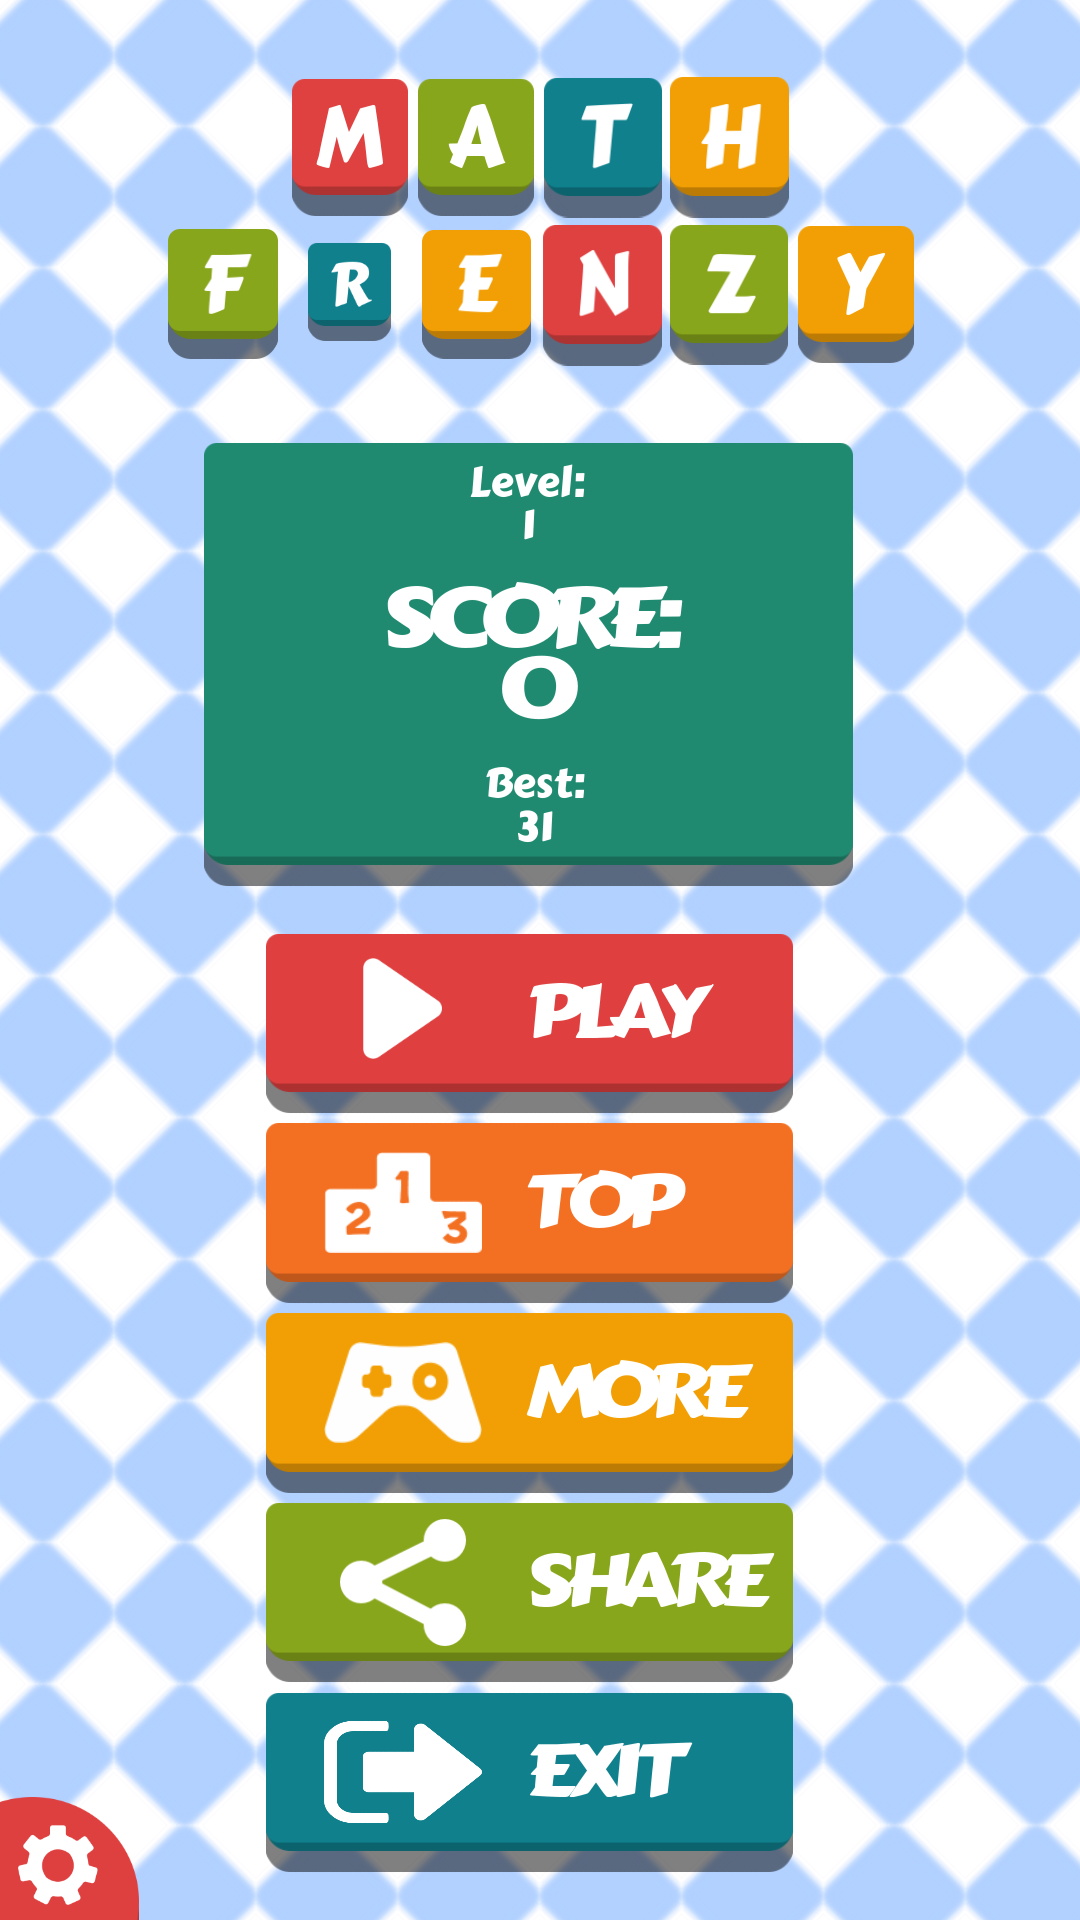 MATH
FRENZY
Level:
1
SCORE:
0
Best:
31
PLAY
1
2 3
TOP
MORE
SHARE
EXIT